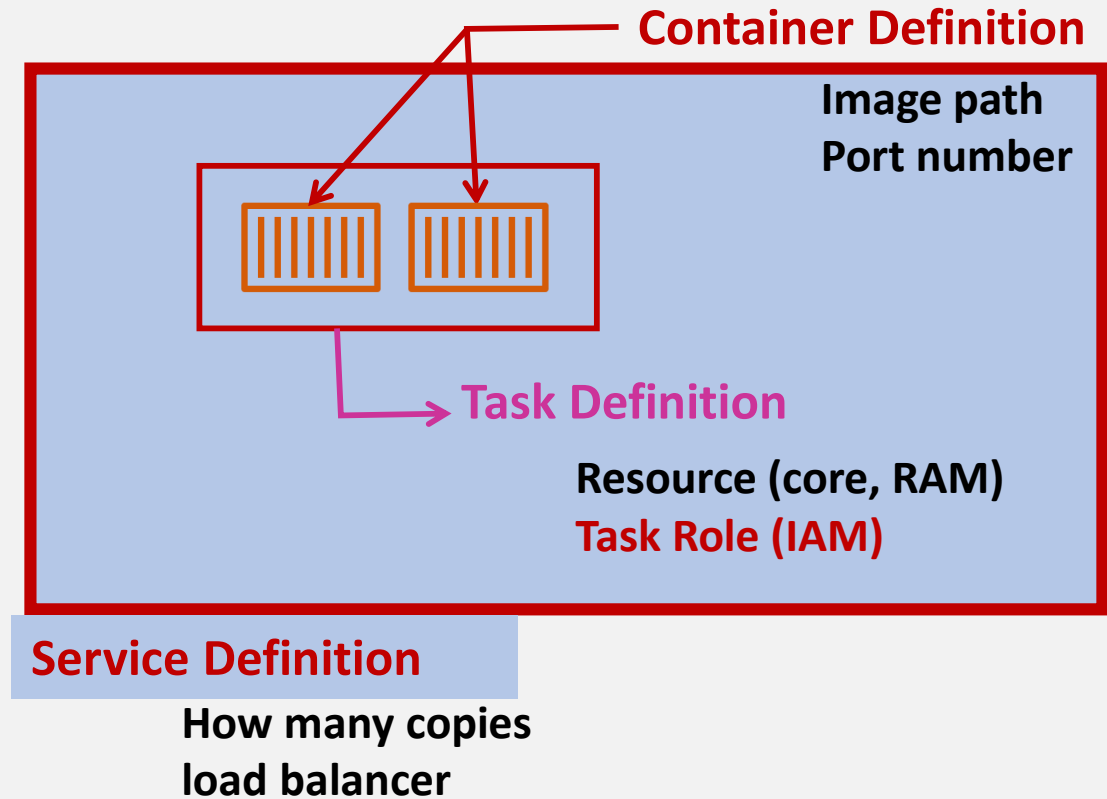 Container Definition
Image path
Port number
Task Definition
Resource (core, RAM)
Task Role (IAM)
Service Definition
How many copies
load balancer